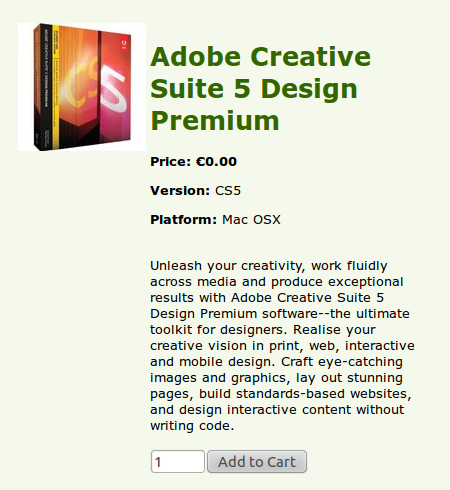 Adobe Creative
Suite 5 Design
Premium
Price: €0.00
Version: CS5
Platform: Mac OSX
Unleash your creativity, work fluidly
across media and produce exceptional
results with Adobe Creative Suite 5
Design Premium software--the ultimate
toolkit for designers. Realise your
creative vision in print, web, interactive
and mobile design. Craft eye-catching
images and graphics, lay out stunning
pages, build standards-based websites,
and design interactive content without
writing code.
1
Add to Cart
CS5